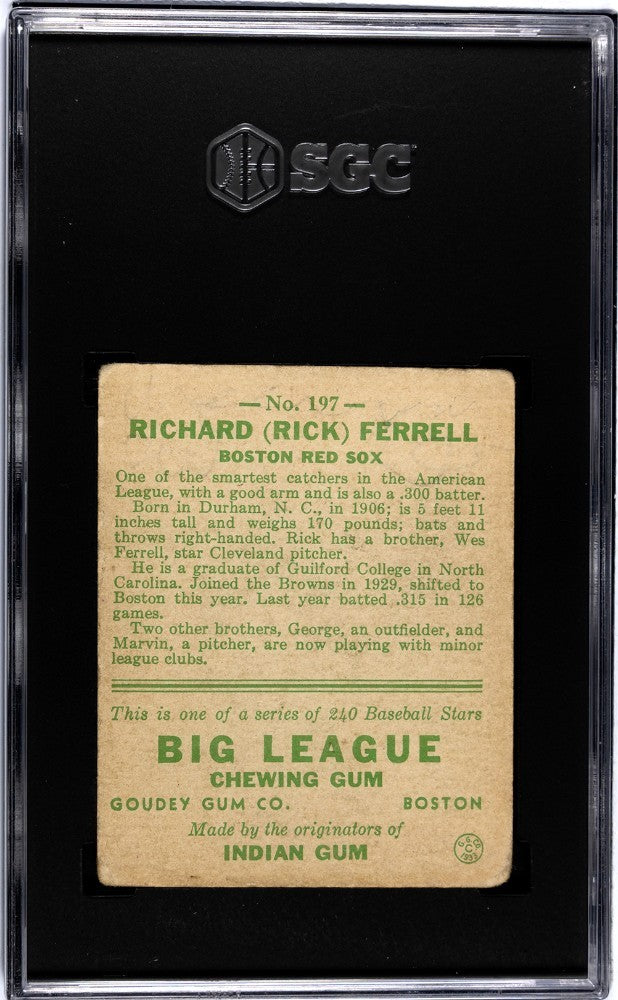 SGC
— No. 197 —
RICHARD (RICK) FERRELL
BOSTON RED SOX
One of the smartest catchers in the American
League, with a good arm and is also a .300 batter.
Born in Durham, N. C., in 1906; is 5 feet 11
inches tall and weighs 170 pounds; bats and
throws right-handed. Rick has a brother, Wes
Ferrell, star Cleveland pitcher.
He is a graduate of Guilford College in North
Carolina. Joined the Browns in 1929, shifted to
Boston this year. Last year batted .315 in 126
games.
Two other brothers, George, an outfielder, and
Marvin, a pitcher, are now playing with minor
league clubs.
This is one of a series of 240 Baseball Stars
BIG LEAGUE
CHEWING GUM
GOUDEY GUM CO. BOSTON
Made by the originators of
INDIAN GUM
G. G. CO.
C
1933